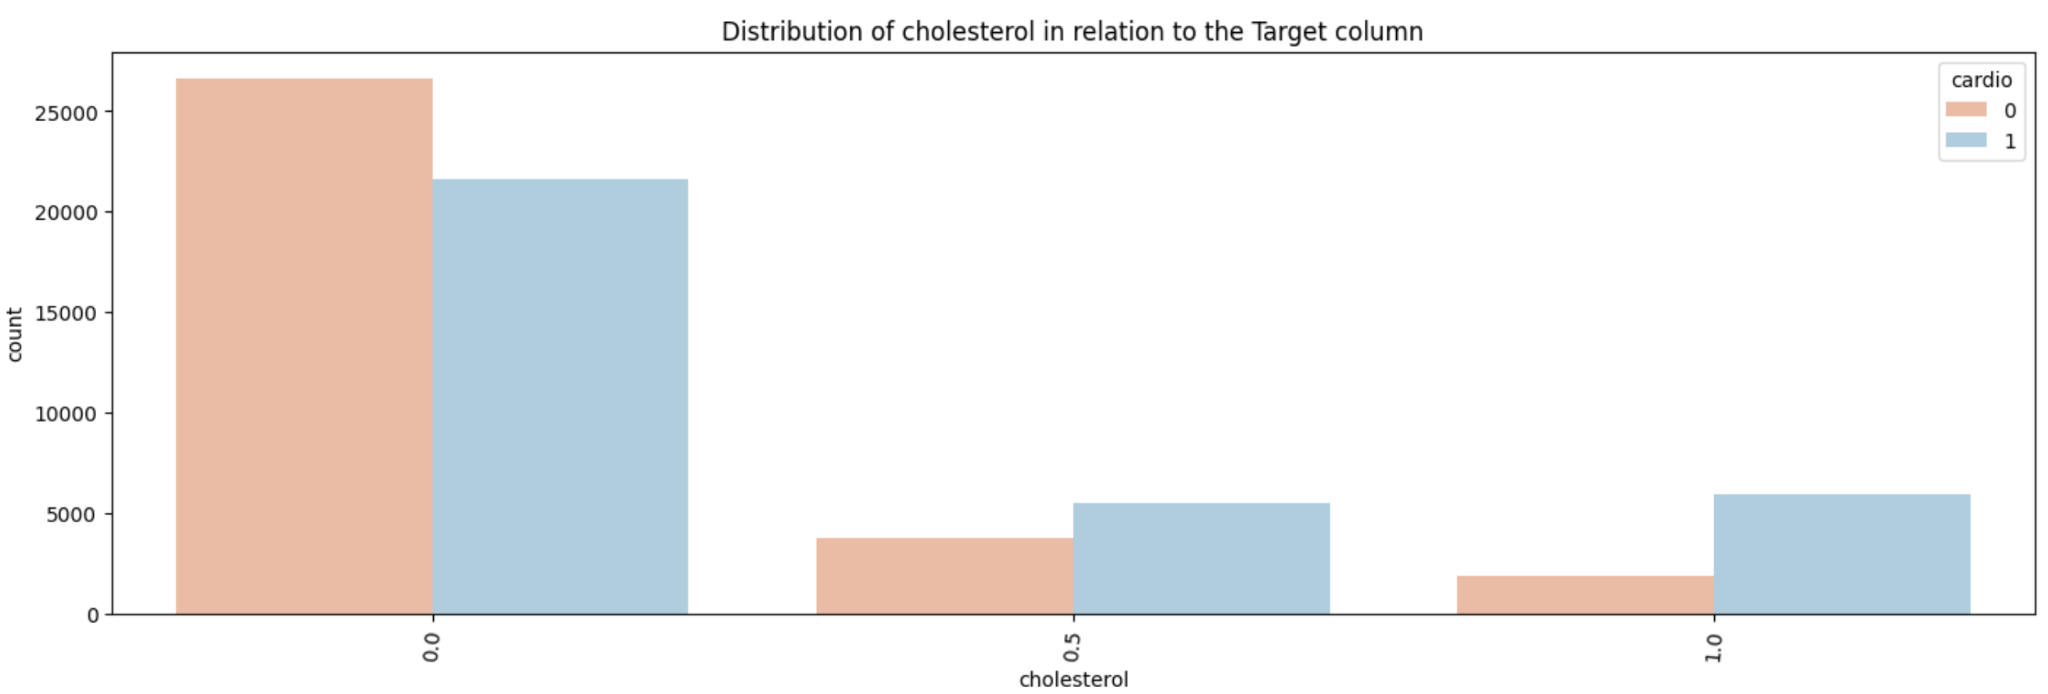 Distribution of cholesterol in relation to the Target column
cardio
0
1
25000
20000
15000
10000
5000
0
count
0.0
0.5
1.0
cholesterol